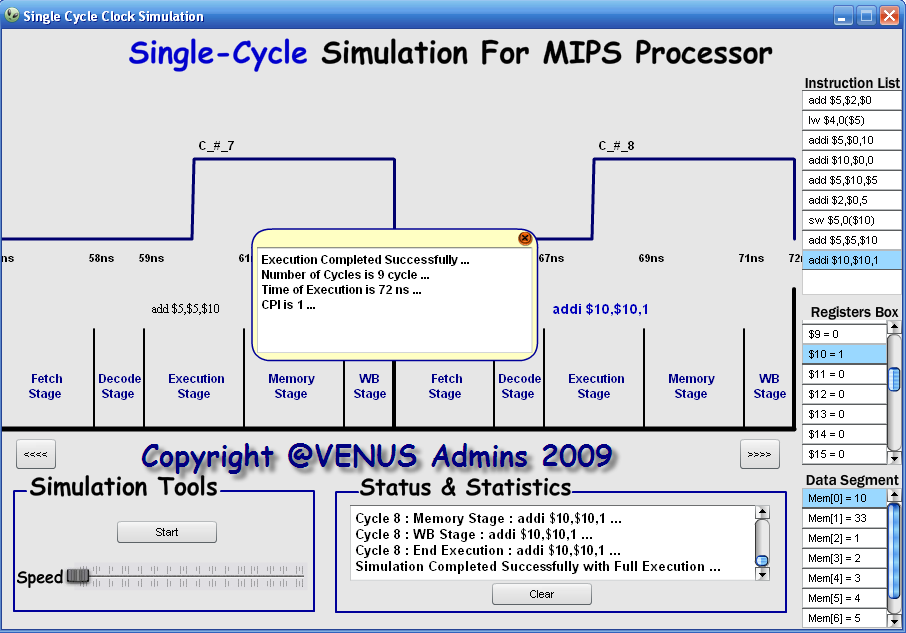 Single Cycle Clock Simulation
Single-Cycle Simulation For MIPS Processor
Instruction List
add $5,$2,$0
lw $4,0($5)
addi $5,$0,10
addi $10,$0,0
add $5,$10,$5
addi $2,$0,5
sw $5,0($10)
add $5,$5,$10
addi $10,$10,1
C_#_7
C_#_8
ns 58ns 59ns 61 67ns 69ns 71ns 72
Execution Completed Successfully ...
Number of Cycles is 9 cycle ...
Time of Execution is 72 ns ...
CPI is 1 ...
add $5,$5,$10
addi $10,$10,1
Fetch Stage
Decode Stage
Execution Stage
Memory Stage
WB Stage
Fetch Stage
Decode Stage
Execution Stage
Memory Stage
WB Stage
Registers Box
$9 = 0
$10 = 1
$11 = 0
$12 = 0
$13 = 0
$14 = 0
$15 = 0
<<<<
Copyright @VENUS Admins 2009
>>>>
Simulation Tools
Start
Speed
Status & Statistics
Cycle 8 : Memory Stage : addi $10,$10,1 ...
Cycle 8 : WB Stage : addi $10,$10,1 ...
Cycle 8 : End Execution : addi $10,$10,1 ...
Simulation Completed Successfully with Full Execution ...
Clear
Data Segment
Mem[0] = 10
Mem[1] = 33
Mem[2] = 1
Mem[3] = 2
Mem[4] = 3
Mem[5] = 4
Mem[6] = 5